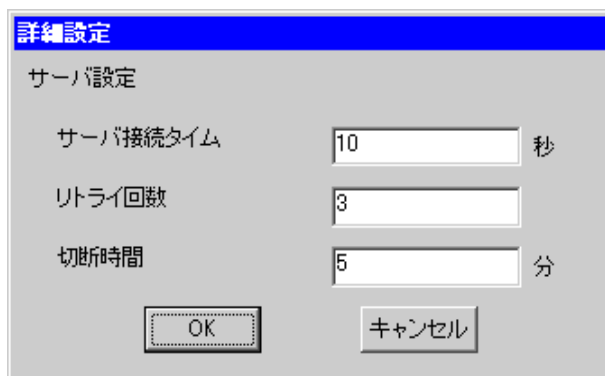 詳細設定
サーバ設定
サーバ接続タイム 10 秒
リトライ回数 3
切断時間 5 分
OK キャンセル